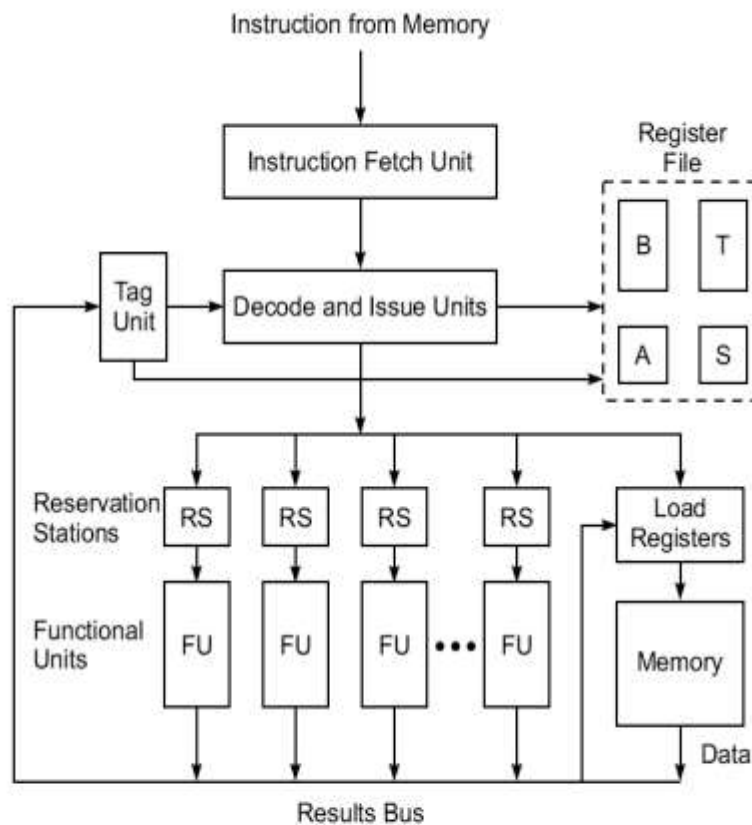 Instruction from Memory
Register
File
Instruction Fetch Unit
B
T
Tag
Unit
Decode and Issue Units
A
S
Reservation
Stations
RS
RS
RS
RS
Load
Registers
Functional
Units
FU
FU
FU
FU
Memory
Data
Results Bus